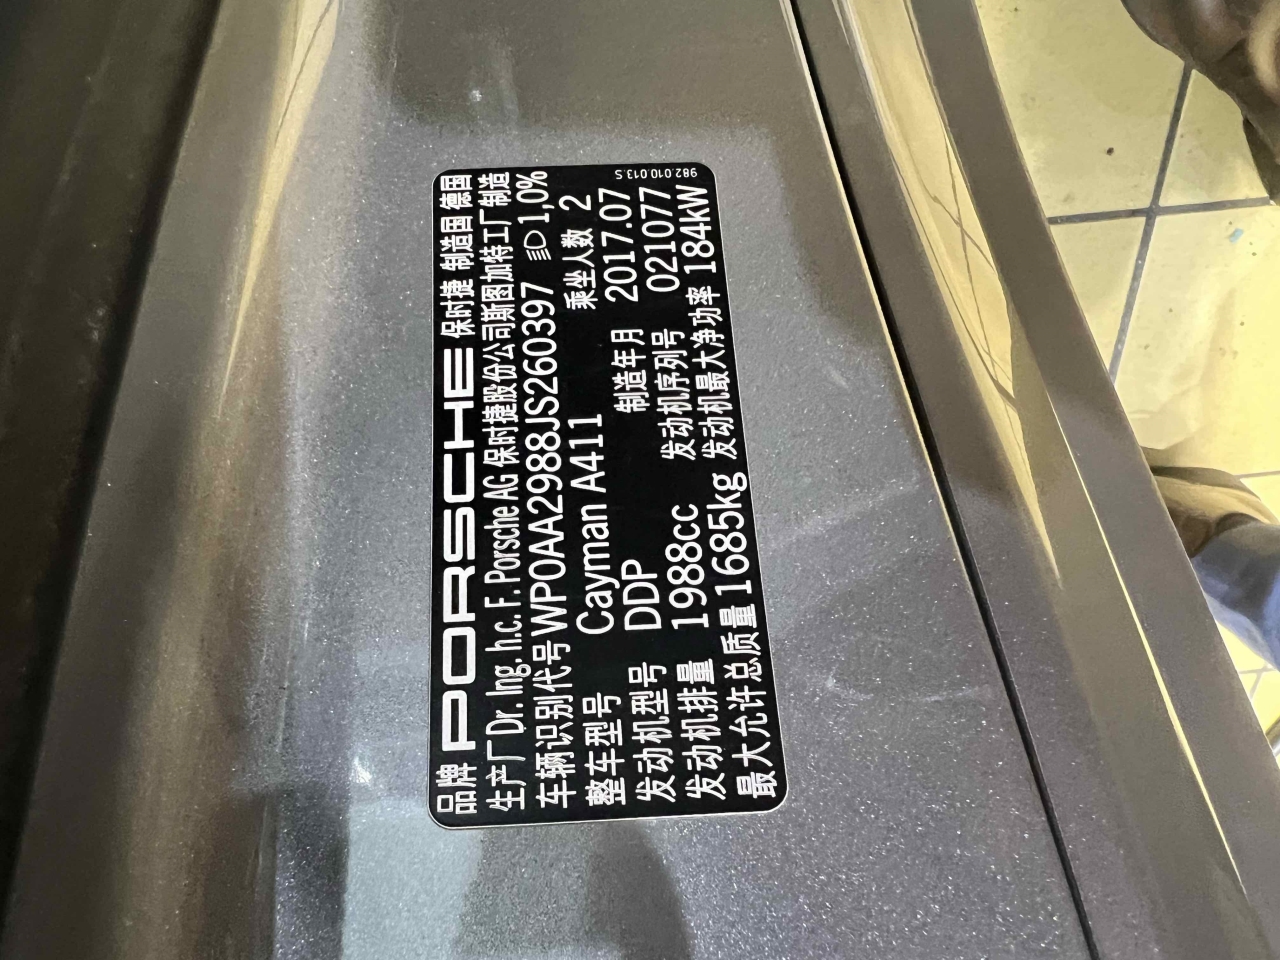 品牌 PORSCHE 保时捷 制造国 德国
生产厂 Dr. Ing. h.c. F. Porsche AG 保时捷股份公司斯图加特工厂制造
车辆识别代号 WP0AA2988JS260397 1,0%
整车型号 Cayman A411 乘坐人数 2
发动机型号 DDP 制造年月 2017.07
发动机排量 1988cc 发动机序列号 021077
最大允许总质量 1685kg 发动机最大净功率 184kW
982.010.013.S